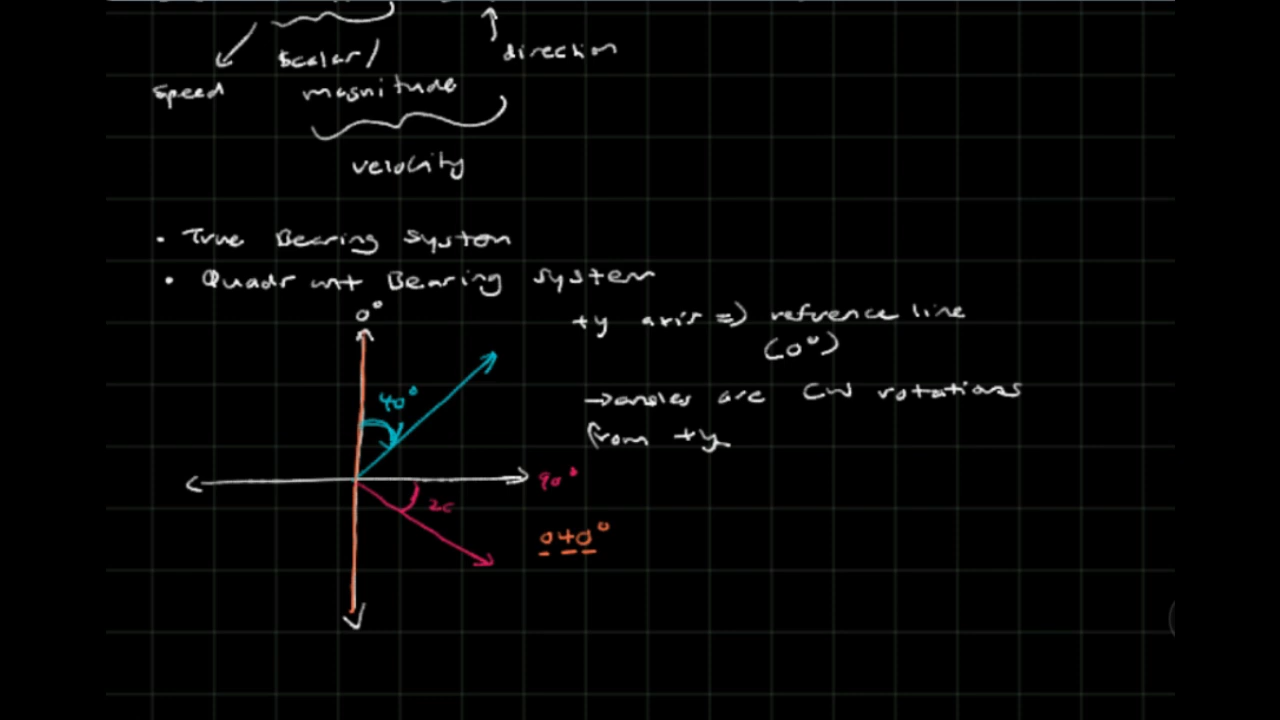 scalar/
direction
speed
magnitude
velocity
• True Bearing System
• Quadrant Bearing system
0°
+y axis => reference line
(0°)
40°
→ angles are CW rotations
from +y
90°
20
040°